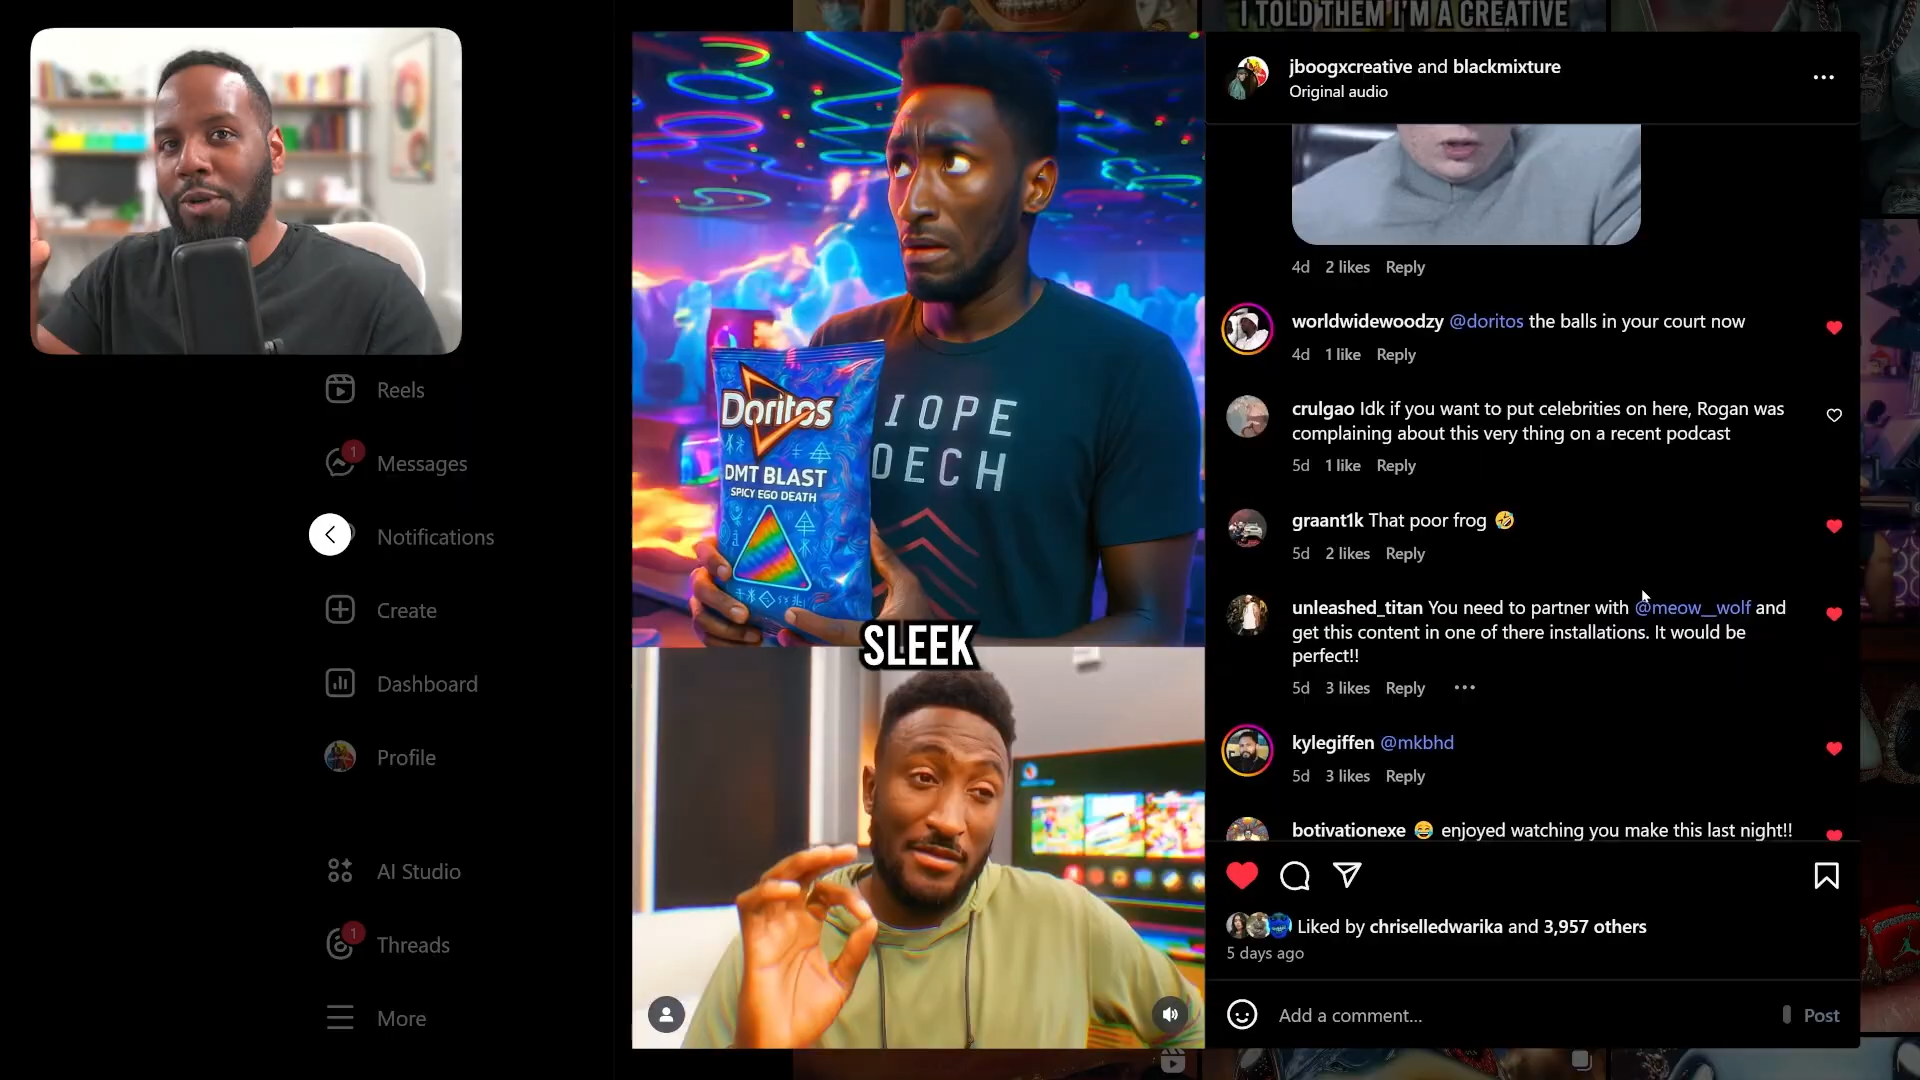 I TOLD THEM I'M A CREATIVE
jboogxcreative and blackmixture
Original audio
4d 2 likes Reply
worldwidewoodzy @doritos the balls in your court now
4d 1 like Reply
crulgao Idk if you want to put celebrities on here, Rogan was
complaining about this very thing on a recent podcast
5d 1 like Reply
graant1k That poor frog 🤣
5d 2 likes Reply
unleashed_titan You need to partner with @meow__wolf and
get this content in one of there installations. It would be
perfect!!
5d 3 likes Reply
kylegiffen @mkbhd
5d 3 likes Reply
botivationexe 😂 enjoyed watching you make this last night!!
Liked by chriselledwarika and 3,957 others
5 days ago
Add a comment...
Post
Reels
1
Messages
Notifications
Create
Dashboard
Profile
AI Studio
1
Threads
More
Doritos
DMT BLAST
SPICY EGO DEATH
IOPE
DECH
SLEEK